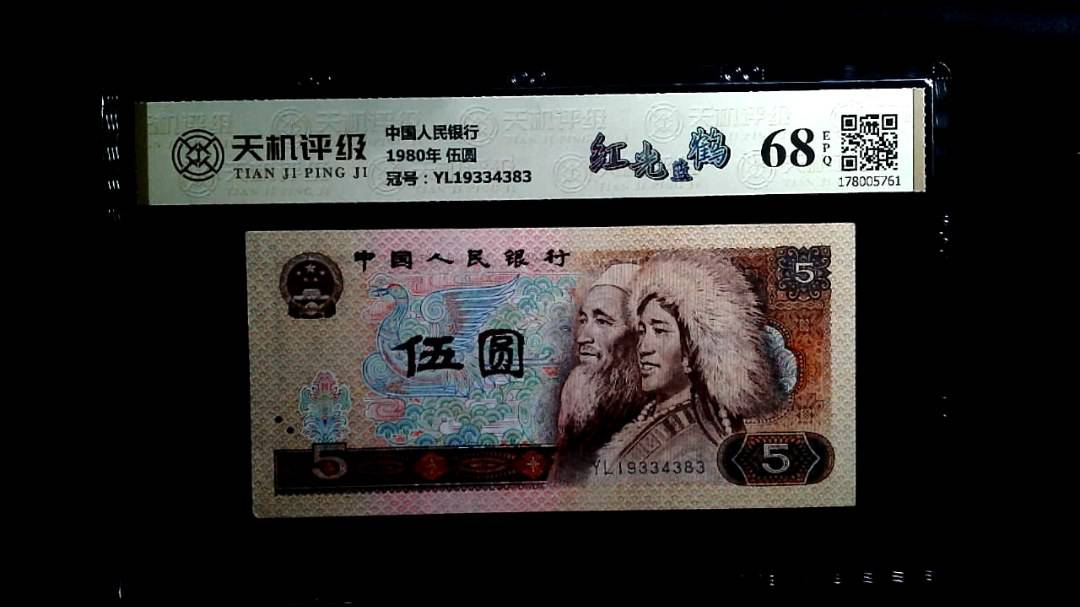 天机评级
TIAN JI PING JI
中国人民银行
1980年 伍圆
冠号：YL19334383
红光蓝鹤
68
EPQ
178005761
中国人民银行
5
伍圆
5
YL19334383
5